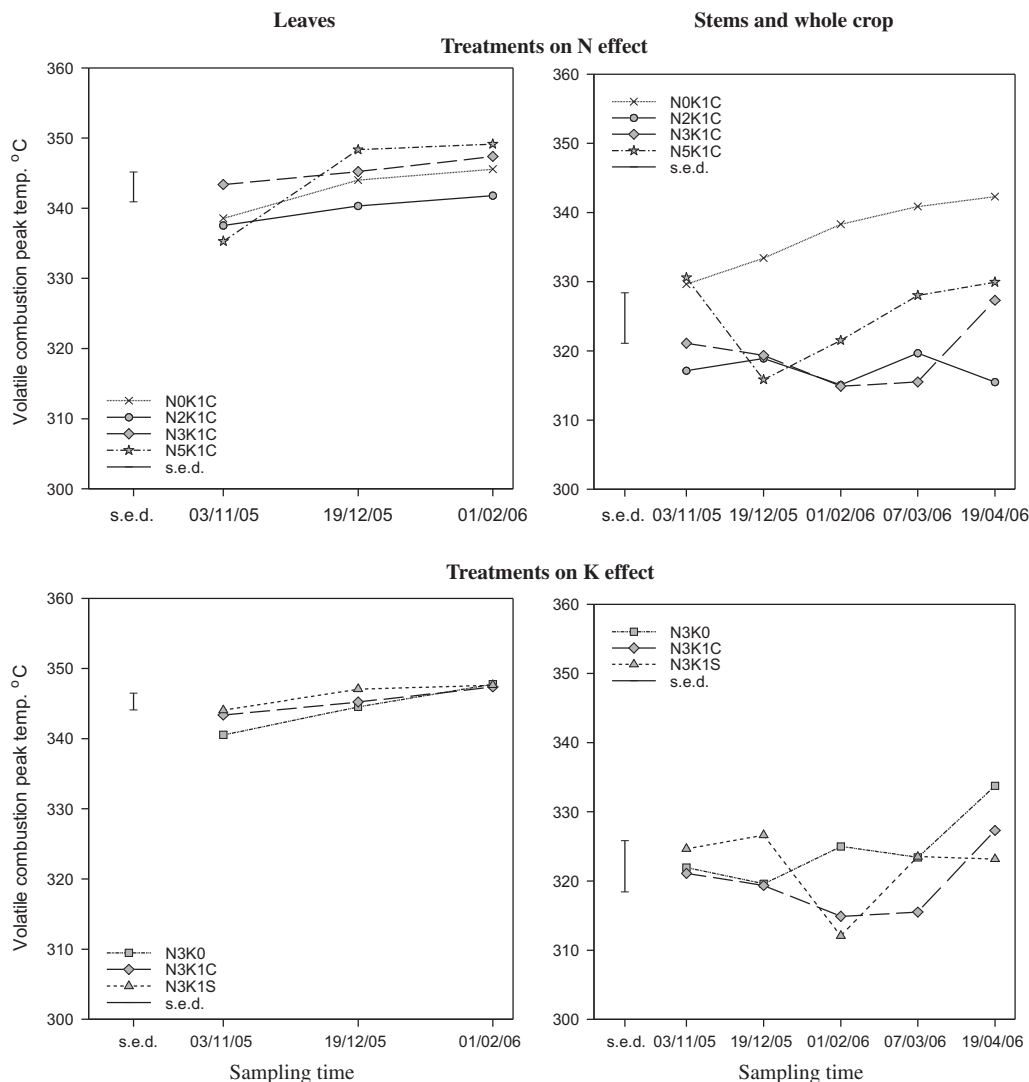 Leaves
Stems and whole crop
Treatments on N effect
Volatile combustion peak temp. °C
360
350
340
330
320
310
300
N0K1C
N2K1C
N3K1C
N5K1C
s.e.d.
s.e.d.
03/11/05
19/12/05
01/02/06
360
350
340
330
320
310
300
N0K1C
N2K1C
N3K1C
N5K1C
s.e.d.
s.e.d.
03/11/05
19/12/05
01/02/06
07/03/06
19/04/06
Treatments on K effect
Volatile combustion peak temp. °C
360
350
340
330
320
310
300
N3K0
N3K1C
N3K1S
s.e.d.
s.e.d.
03/11/05
19/12/05
01/02/06
Sampling time
360
350
340
330
320
310
300
N3K0
N3K1C
N3K1S
s.e.d.
s.e.d.
03/11/05
19/12/05
01/02/06
07/03/06
19/04/06
Sampling time